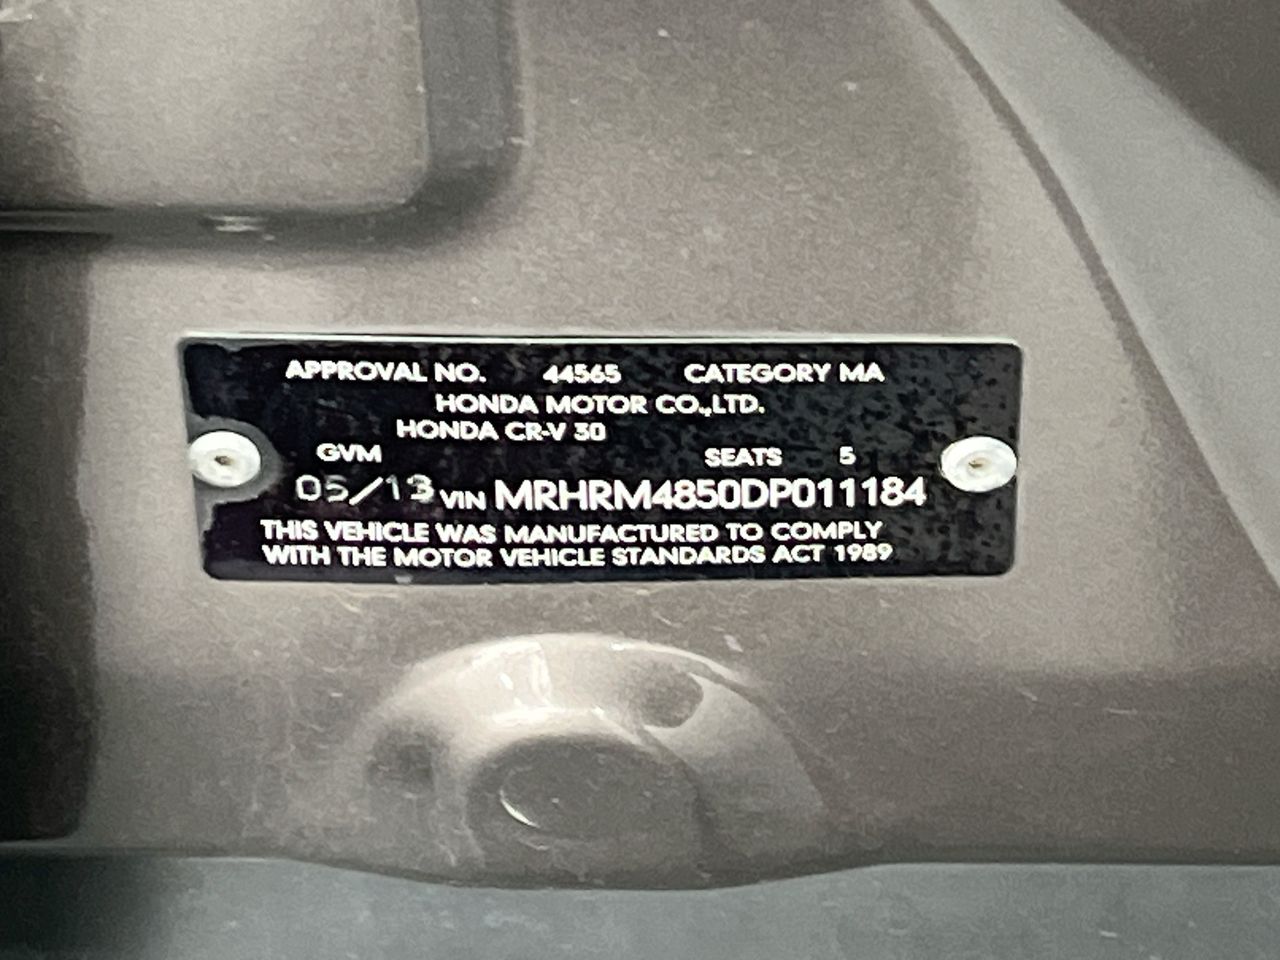 APPROVAL NO. 44565 CATEGORY MA
HONDA MOTOR CO.,LTD.
HONDA CR-V 30
GVM SEATS 5
05/13 VIN MRHRM4850DP011184
THIS VEHICLE WAS MANUFACTURED TO COMPLY
WITH THE MOTOR VEHICLE STANDARDS ACT 1989